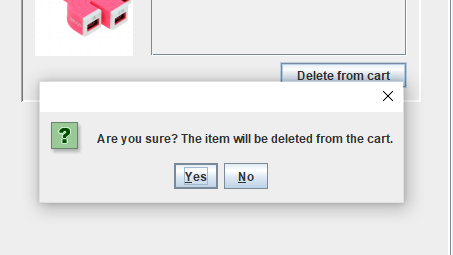 Delete from cart
?
Are you sure? The item will be deleted from the cart.
Yes
No